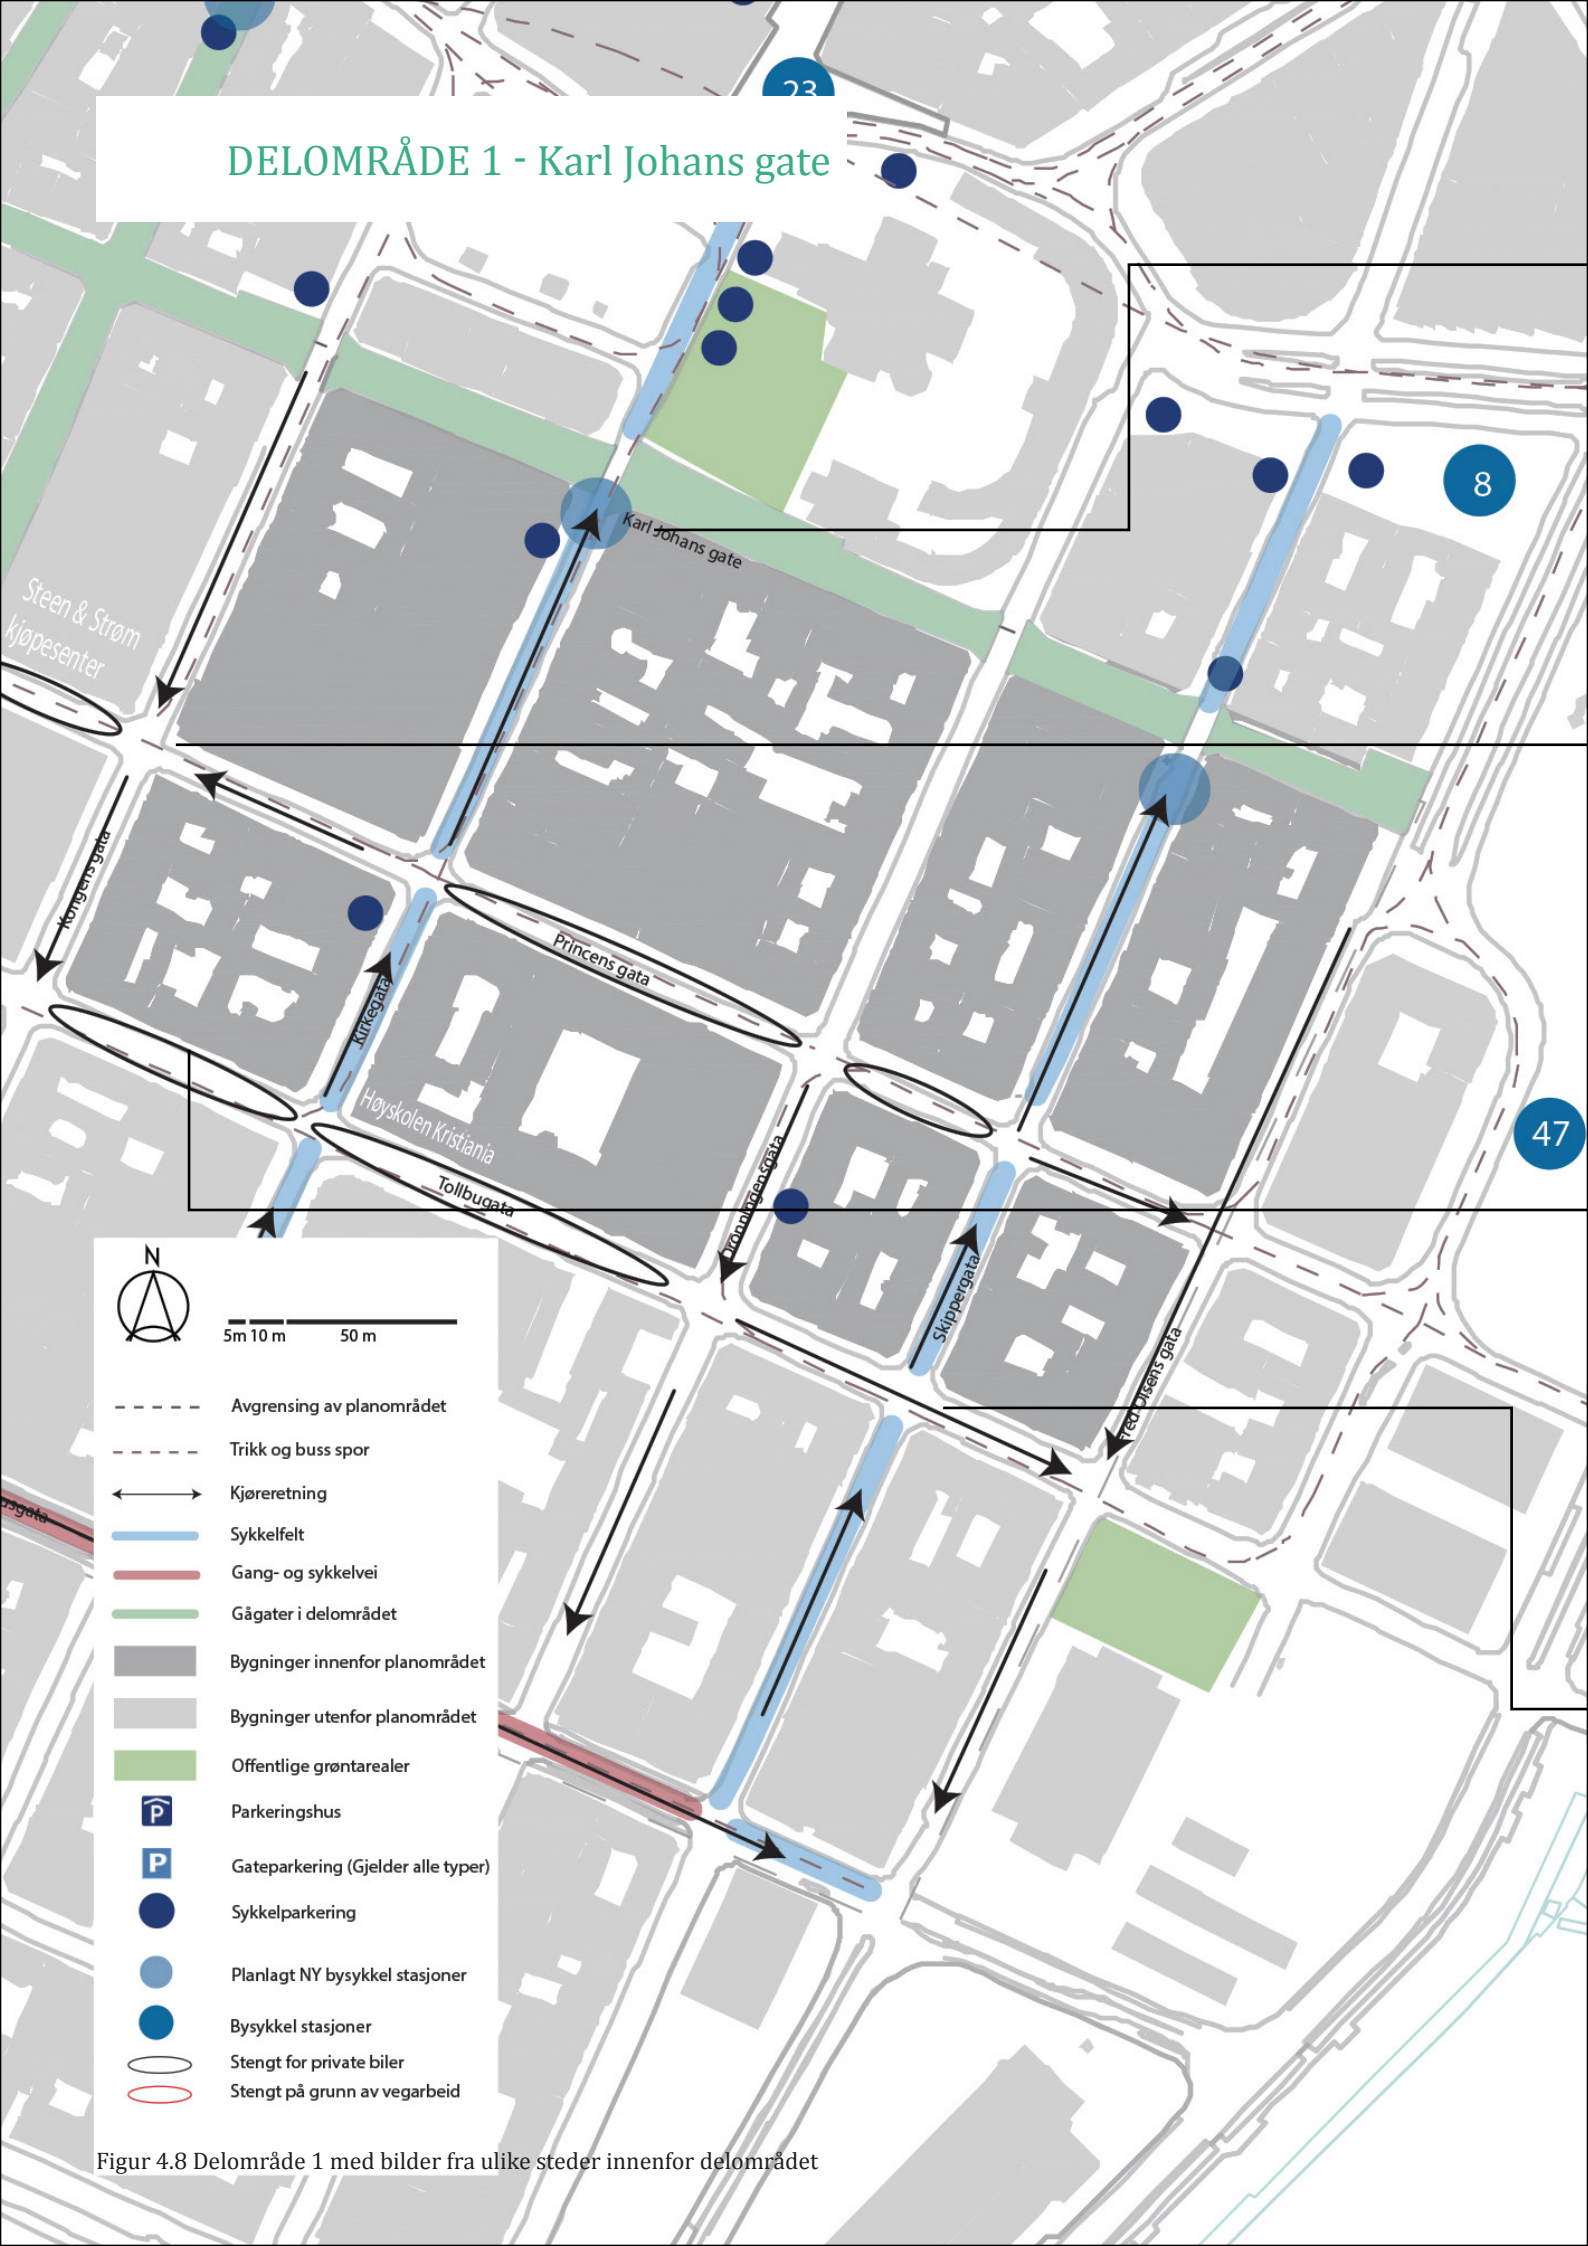 23
DELOMRÅDE 1 - Karl Johans gate
8
Karl Johans gate
Steen & Strøm
kjøpesenter
Kongens gata
Princens gata
Kirkegata
Høyskolen Kristiania
47
Dronningensgata
Tollbugata
Skippergata
Fred Olsens gata
N
5m 10 m 50 m
Avgrensing av planområdet
Trikk og buss spor
Kjøreretning
Sykkelfelt
Gang- og sykkelvei
Gågater i delområdet
Bygninger innenfor planområdet
Bygninger utenfor planområdet
Offentlige grøntarealer
P Parkeringshus
P Gateparkering (Gjelder alle typer)
Sykkelparkering
Planlagt NY bysykkel stasjoner
Bysykkel stasjoner
Stengt for private biler
Stengt på grunn av vegarbeid
Figur 4.8 Delområde 1 med bilder fra ulike steder innenfor delområdet